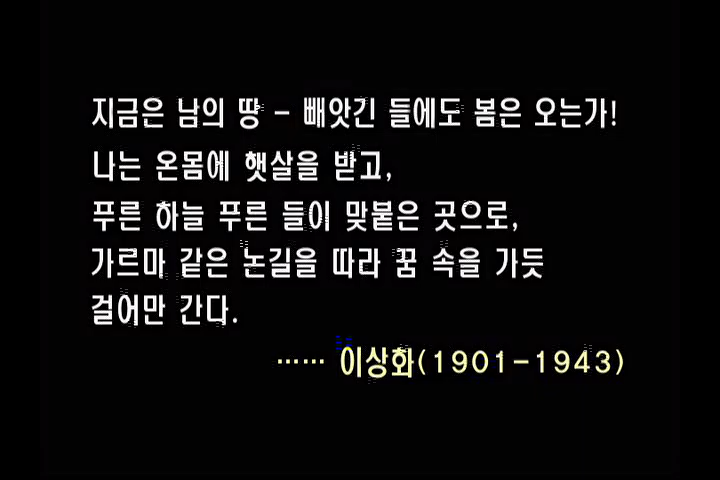 지금은 남의 땅 - 빼앗긴 들에도 봄은 오는가!
나는 온몸에 햇살을 받고,
푸른 하늘 푸른 들이 맞붙은 곳으로,
가르마 같은 논길을 따라 꿈 속을 가듯
걸어만 간다.
…… 이상화(1901-1943)